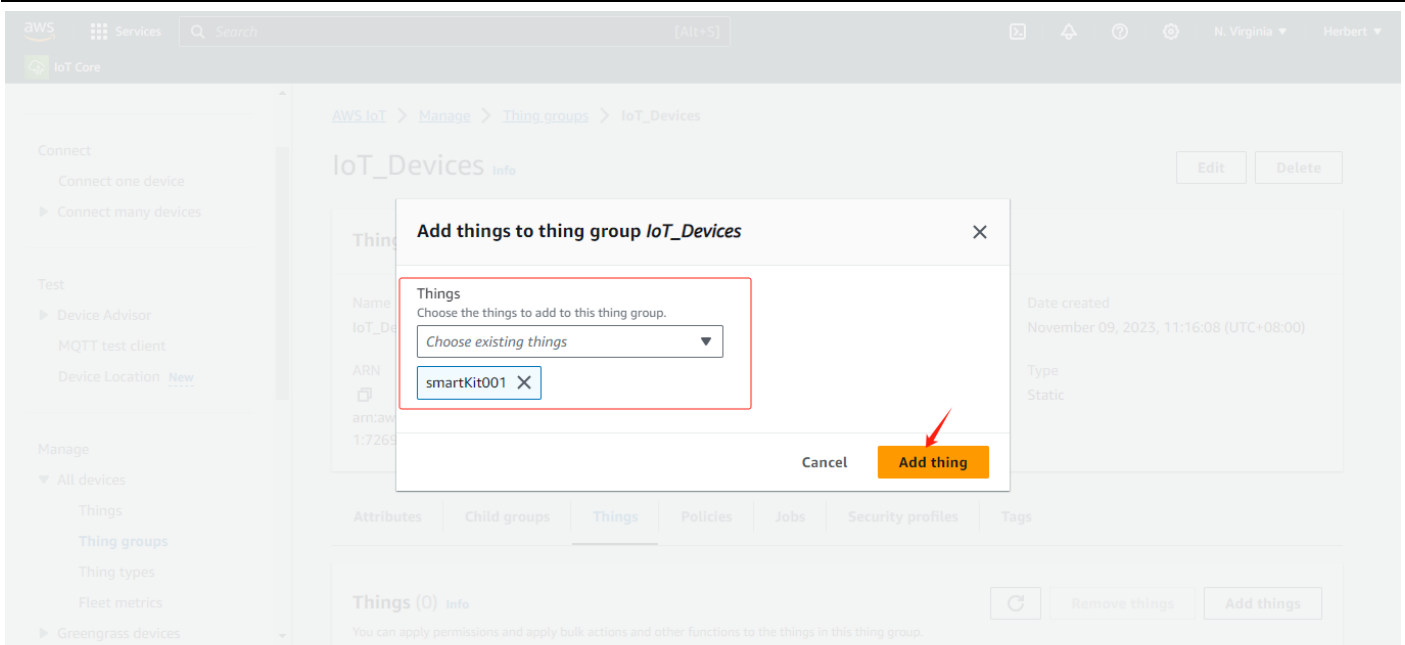 aws Services Search [Alt+S] N. Virginia Herbert
IoT Core
AWS IoT Manage Thing groups IoT_Devices
Connect
Connect one device
Connect many devices
Test
Device Advisor
MQTT test client
Device Location New
Manage
All devices
Things
Thing groups
Thing types
Fleet metrics
Greengrass devices
IoT_Devices Info
Edit Delete
Thing
Name
IoT_De
ARN
1:7269
Date created
November 09, 2023, 11:16:08 (UTC+08:00)
Type
Static
Add things to thing group IoT_Devices
Things
Choose the things to add to this thing group.
Choose existing things
smartKit001
Cancel Add thing
Attributes Child groups Things Policies Jobs Security profiles Tags
Things (0) Info
Remove things Add things
You can apply permissions and apply bulk actions and other functions to the things in this thing group.